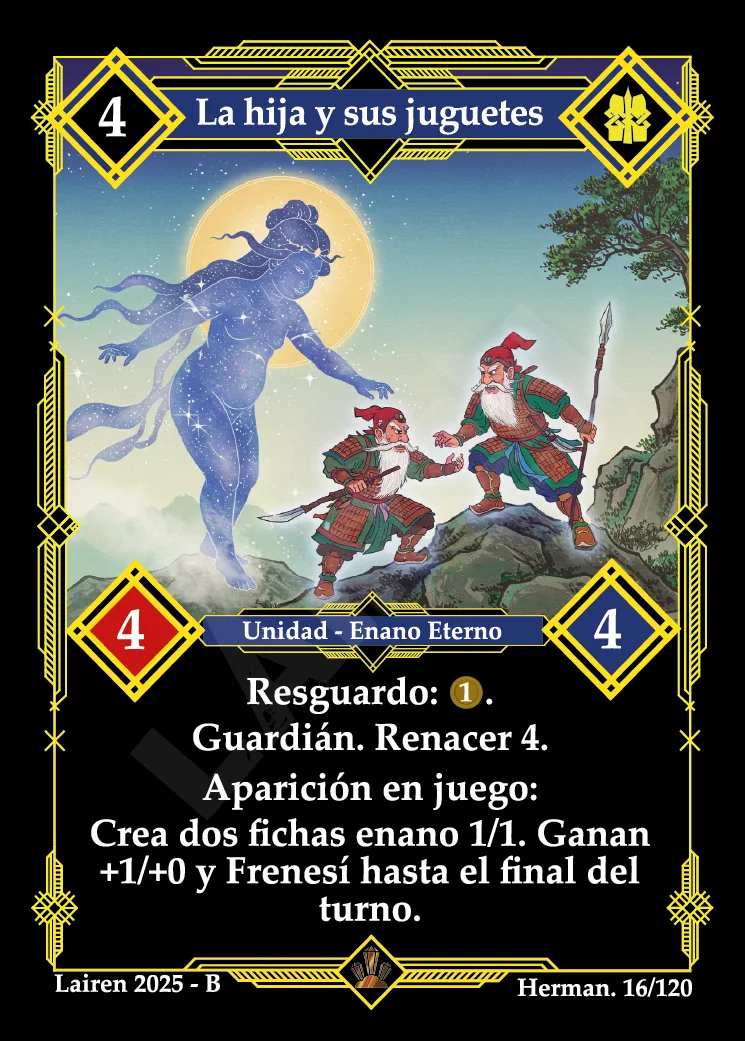 4
La hija y sus juguetes
4
Unidad - Enano Eterno
4
Resguardo: 1.
Guardián. Renacer 4.
Aparición en juego:
Crea dos fichas enano 1/1. Ganan
+1/+0 y Frenesí hasta el final del
turno.
Lairen 2025 - B
Herman. 16/120